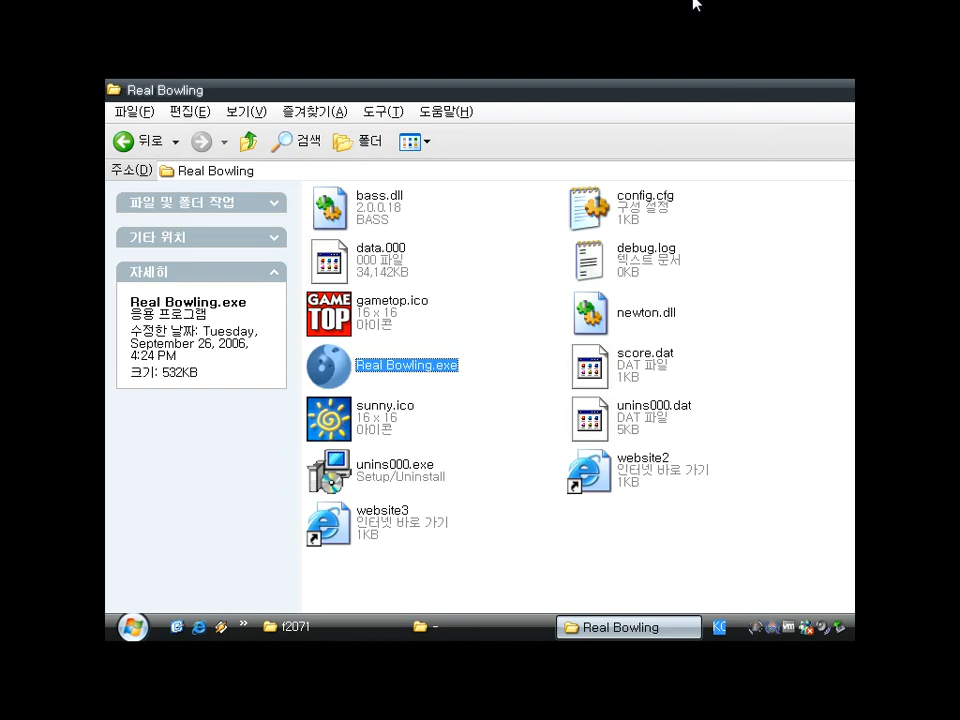 Real Bowling
파일(F) 편집(E) 보기(V) 즐겨찾기(A) 도구(T) 도움말(H)
뒤로 검색 폴더
주소(D) Real Bowling
파일 및 폴더 작업
기타 위치
자세히
Real Bowling.exe
응용 프로그램
수정한 날짜: Tuesday,
September 26, 2006,
4:24 PM
크기: 532KB
bass.dll
2.0.0.18
BASS
config.cfg
구성 설정
1KB
data.000
000 파일
34,142KB
debug.log
텍스트 문서
0KB
GAME
TOP
gametop.ico
16 x 16
아이콘
newton.dll
Real Bowling.exe
score.dat
DAT 파일
1KB
sunny.ico
16 x 16
아이콘
unins000.dat
DAT 파일
5KB
unins000.exe
Setup/Uninstall
website2
인터넷 바로 가기
1KB
website3
인터넷 바로 가기
1KB
f2071 - Real Bowling